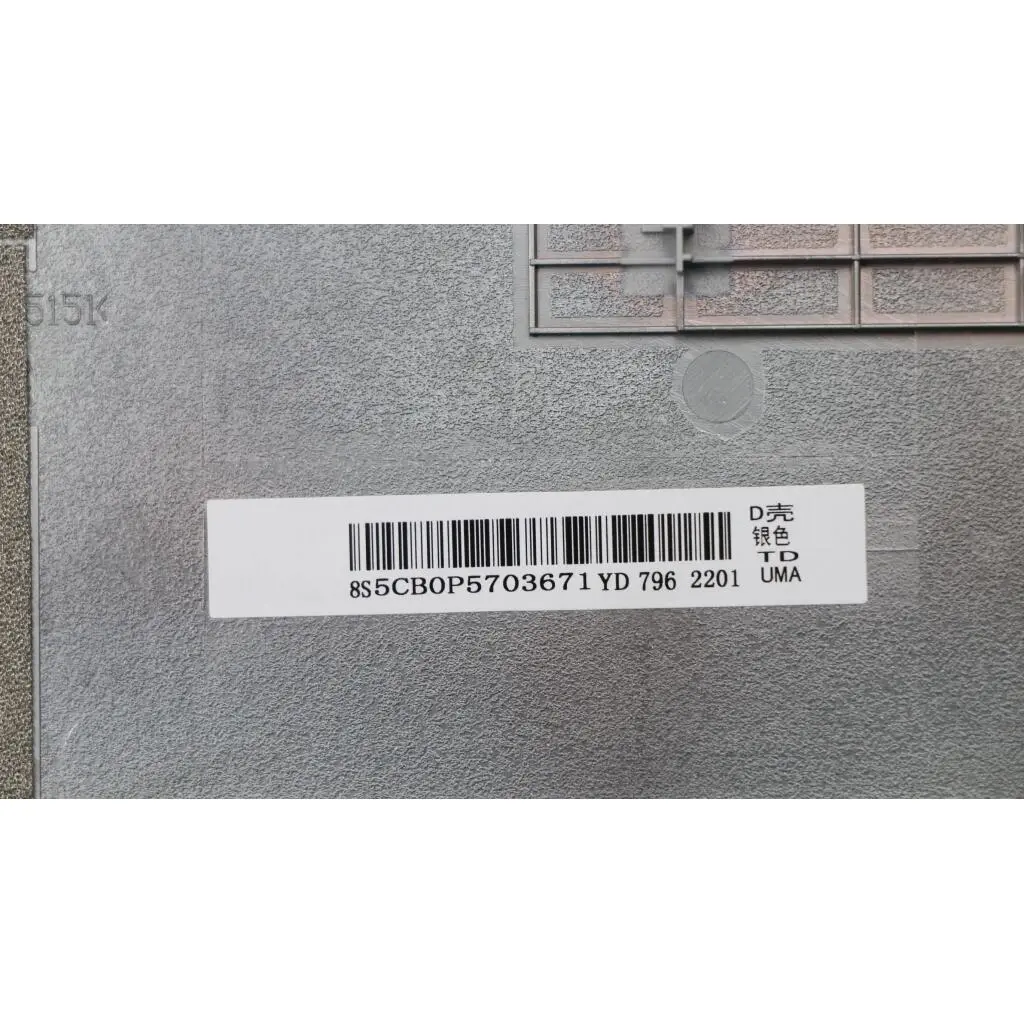 515K
8S5CB0P5703671YD 796 2201
D壳
银色
TD
UMA